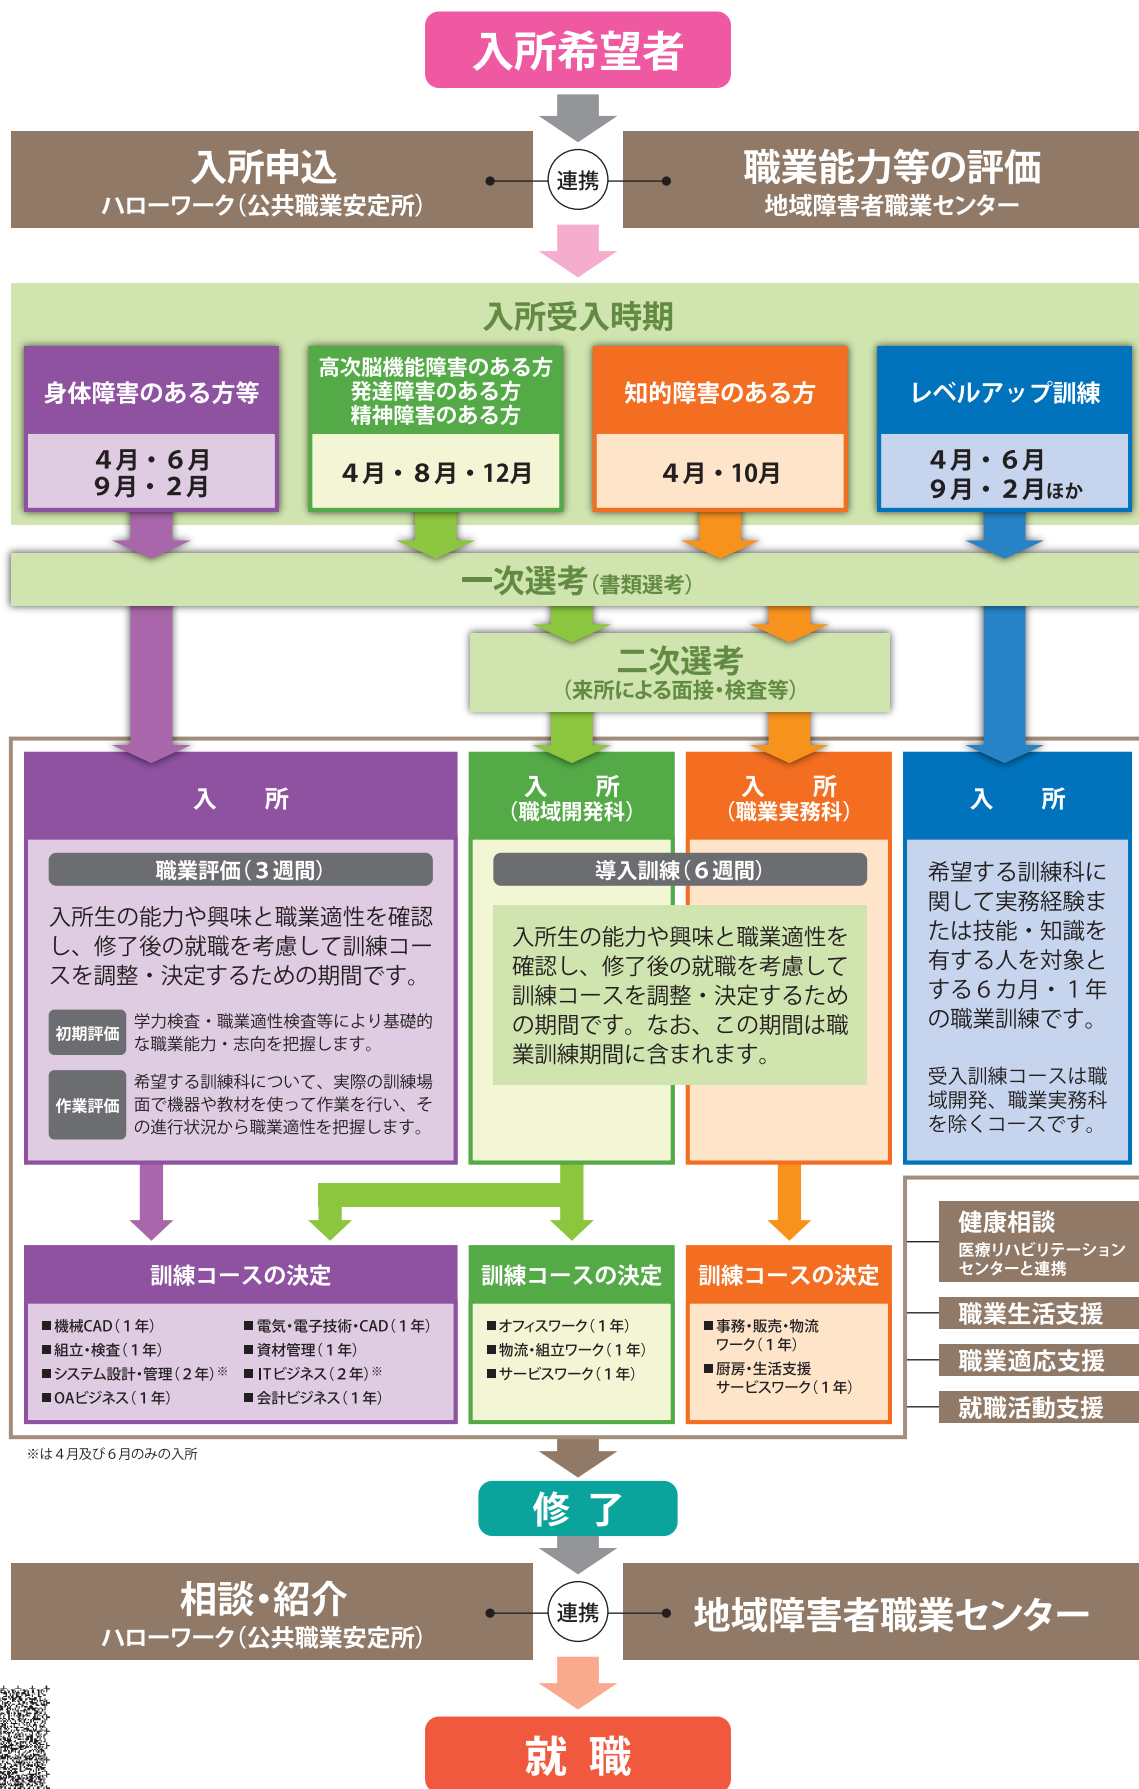 入所希望者
入所申込
ハローワーク（公共職業安定所）
連携
職業能力等の評価
地域障害者職業センター
入所受入時期
身体障害のある方等
4月・6月
9月・2月
高次脳機能障害のある方
発達障害のある方
精神障害のある方
4月・8月・12月
知的障害のある方
4月・10月
レベルアップ訓練
4月・6月
9月・2月ほか
一次選考（書類選考）
二次選考
（来所による面接・検査等）
入　所
職業評価（3週間）
入所生の能力や興味と職業適性を確認
し、修了後の就職を考慮して訓練コー
スを調整・決定するための期間です。
初期評価
学力検査・職業適性検査等により基礎的
な職業能力・志向を把握します。
作業評価
希望する訓練科について、実際の訓練場
面で機器や教材を使って作業を行い、そ
の進行状況から職業適性を把握します。
入　所
（職域開発科）
入　所
（職業実務科）
導入訓練（6週間）
入所生の能力や興味と職業適性を
確認し、修了後の就職を考慮して
訓練コースを調整・決定するため
の期間です。なお、この期間は職
業訓練期間に含まれます。
入　所
希望する訓練科に
関して実務経験ま
たは技能・知識を
有する人を対象と
する6カ月・1年
の職業訓練です。
受入訓練コースは職
域開発、職業実務科
を除くコースです。
訓練コースの決定
■機械CAD（1年）
■組立・検査（1年）
■システム設計・管理（2年）※
■OAビジネス（1年）
■電気・電子技術・CAD（1年）
■資材管理（1年）
■ITビジネス（2年）※
■会計ビジネス（1年）
訓練コースの決定
■オフィスワーク（1年）
■物流・組立ワーク（1年）
■サービスワーク（1年）
訓練コースの決定
■事務・販売・物流
ワーク（1年）
■厨房・生活支援
サービスワーク（1年）
健康相談
医療リハビリテーション
センターと連携
職業生活支援
職業適応支援
就職活動支援
※は4月及び6月のみの入所
修了
相談・紹介
ハローワーク（公共職業安定所）
連携
地域障害者職業センター
就職